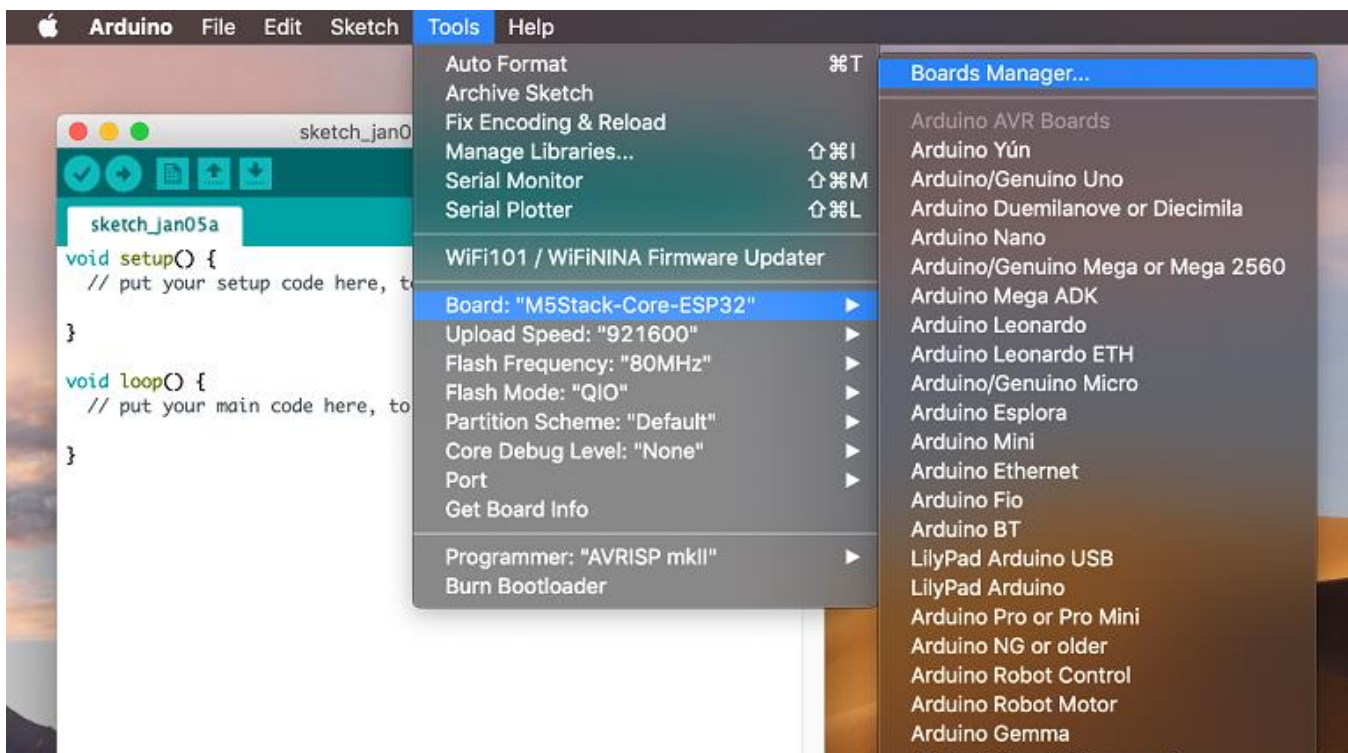 Arduino File Edit Sketch Tools Help
sketch_jan0
sketch_jan05a
void setup() {
// put your setup code here, t
}
void loop() {
// put your main code here, to
}
Auto Format ⌘T
Archive Sketch
Fix Encoding & Reload
Manage Libraries... ⇧⌘I
Serial Monitor ⇧⌘M
Serial Plotter ⇧⌘L
WiFi101 / WiFiNINA Firmware Updater
Board: "M5Stack-Core-ESP32" ▶
Upload Speed: "921600" ▶
Flash Frequency: "80MHz" ▶
Flash Mode: "QIO" ▶
Partition Scheme: "Default" ▶
Core Debug Level: "None" ▶
Port ▶
Get Board Info
Programmer: "AVRISP mkII" ▶
Burn Bootloader
Boards Manager...
Arduino AVR Boards
Arduino Yún
Arduino/Genuino Uno
Arduino Duemilanove or Diecimila
Arduino Nano
Arduino/Genuino Mega or Mega 2560
Arduino Mega ADK
Arduino Leonardo
Arduino Leonardo ETH
Arduino/Genuino Micro
Arduino Esplora
Arduino Mini
Arduino Ethernet
Arduino Fio
Arduino BT
LilyPad Arduino USB
LilyPad Arduino
Arduino Pro or Pro Mini
Arduino NG or older
Arduino Robot Control
Arduino Robot Motor
Arduino Gemma